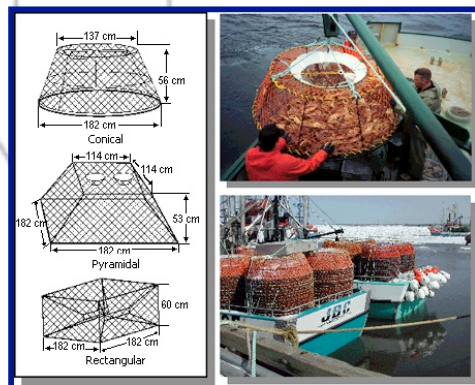 137 cm
56 cm
182 cm
Conical
114 cm
114 cm
182 cm
53 cm
182 cm
Pyramidal
60 cm
182 cm
182 cm
Rectangular
J.B.C.